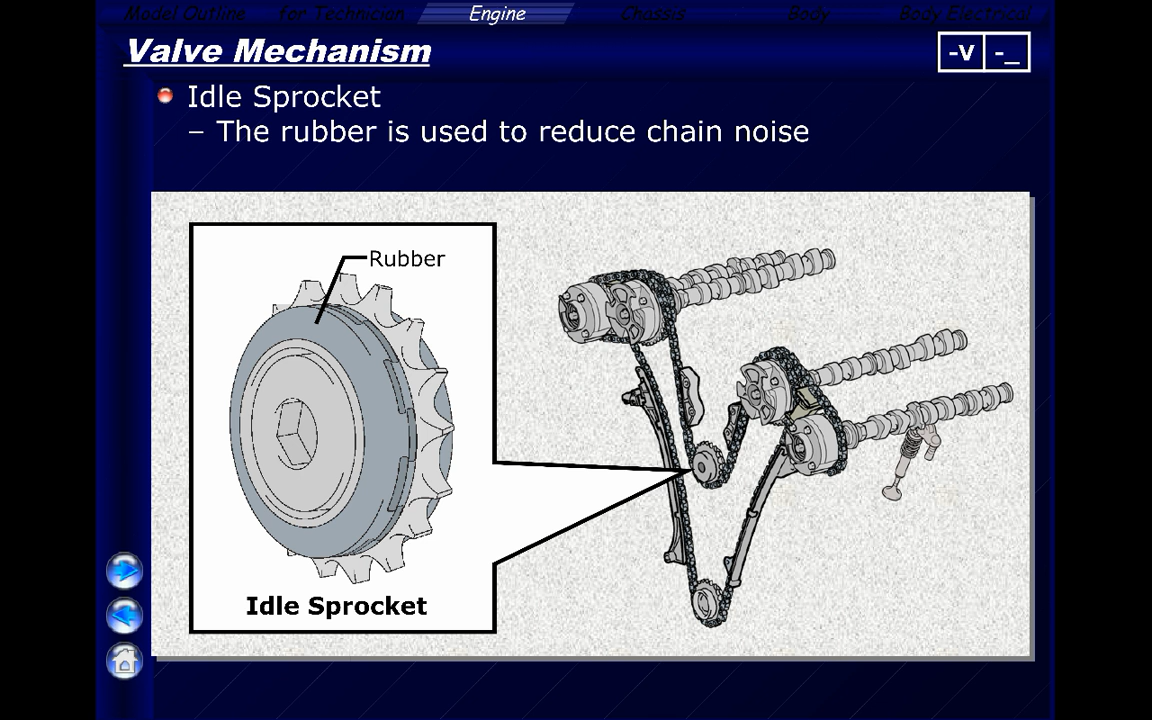 Model Outline for Technician Engine Chassis Body Body Electrical
Valve Mechanism
-V -_
Idle Sprocket
– The rubber is used to reduce chain noise
Rubber
Idle Sprocket